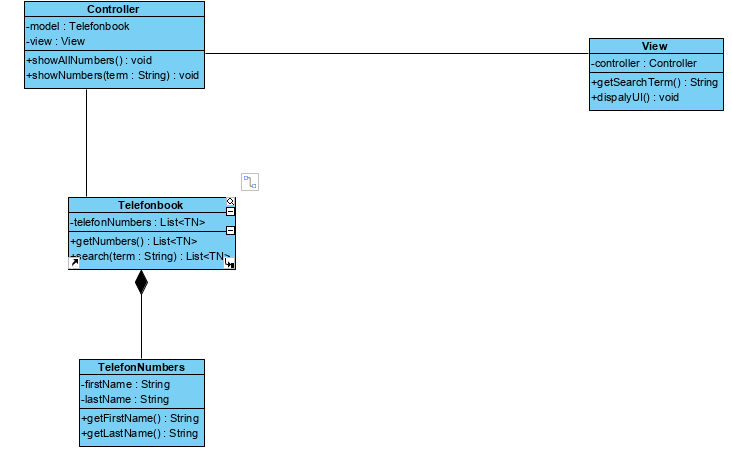 Controller
-model : Telefonbook
-view : View
+showAllNumbers() : void
+showNumbers(term : String) : void
View
-controller : Controller
+getSearchTerm() : String
+dispalyUI() : void
Telefonbook
-telefonNumbers : List<TN>
+getNumbers() : List<TN>
+search(term : String) : List<TN>
TelefonNumbers
-firstName : String
-lastName : String
+getFirstName() : String
+getLastName() : String